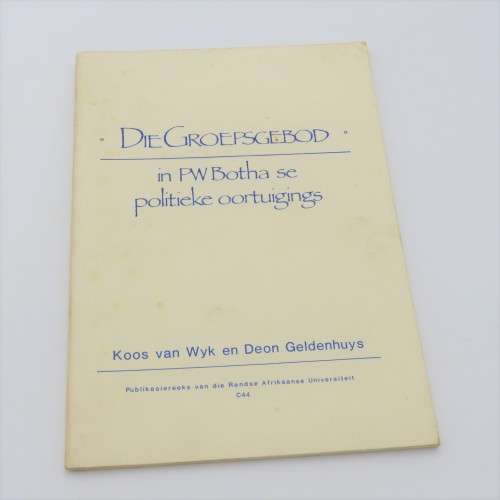 " DIE GROEPSGEBOD "
in PW Botha se
politieke oortuigings
Koos van Wyk en Deon Geldenhuys
Publikasiereeks van die Randse Afrikaanse Universiteit
C44